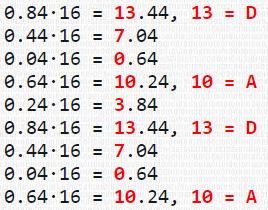 0.84·16 = 13.44, 13 = D
0.44·16 = 7.04
0.04·16 = 0.64
0.64·16 = 10.24, 10 = A
0.24·16 = 3.84
0.84·16 = 13.44, 13 = D
0.44·16 = 7.04
0.04·16 = 0.64
0.64·16 = 10.24, 10 = A